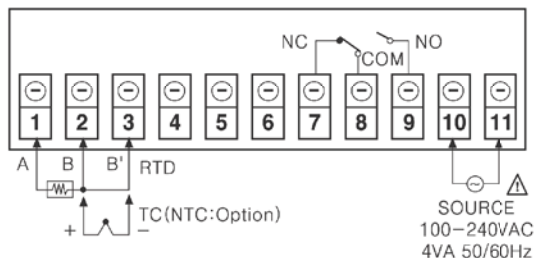 NC COM NO
1 2 3 4 5 6 7 8 9 10 11
A B B' RTD
+ - TC(NTC:Option)
SOURCE
100-240VAC
4VA 50/60Hz